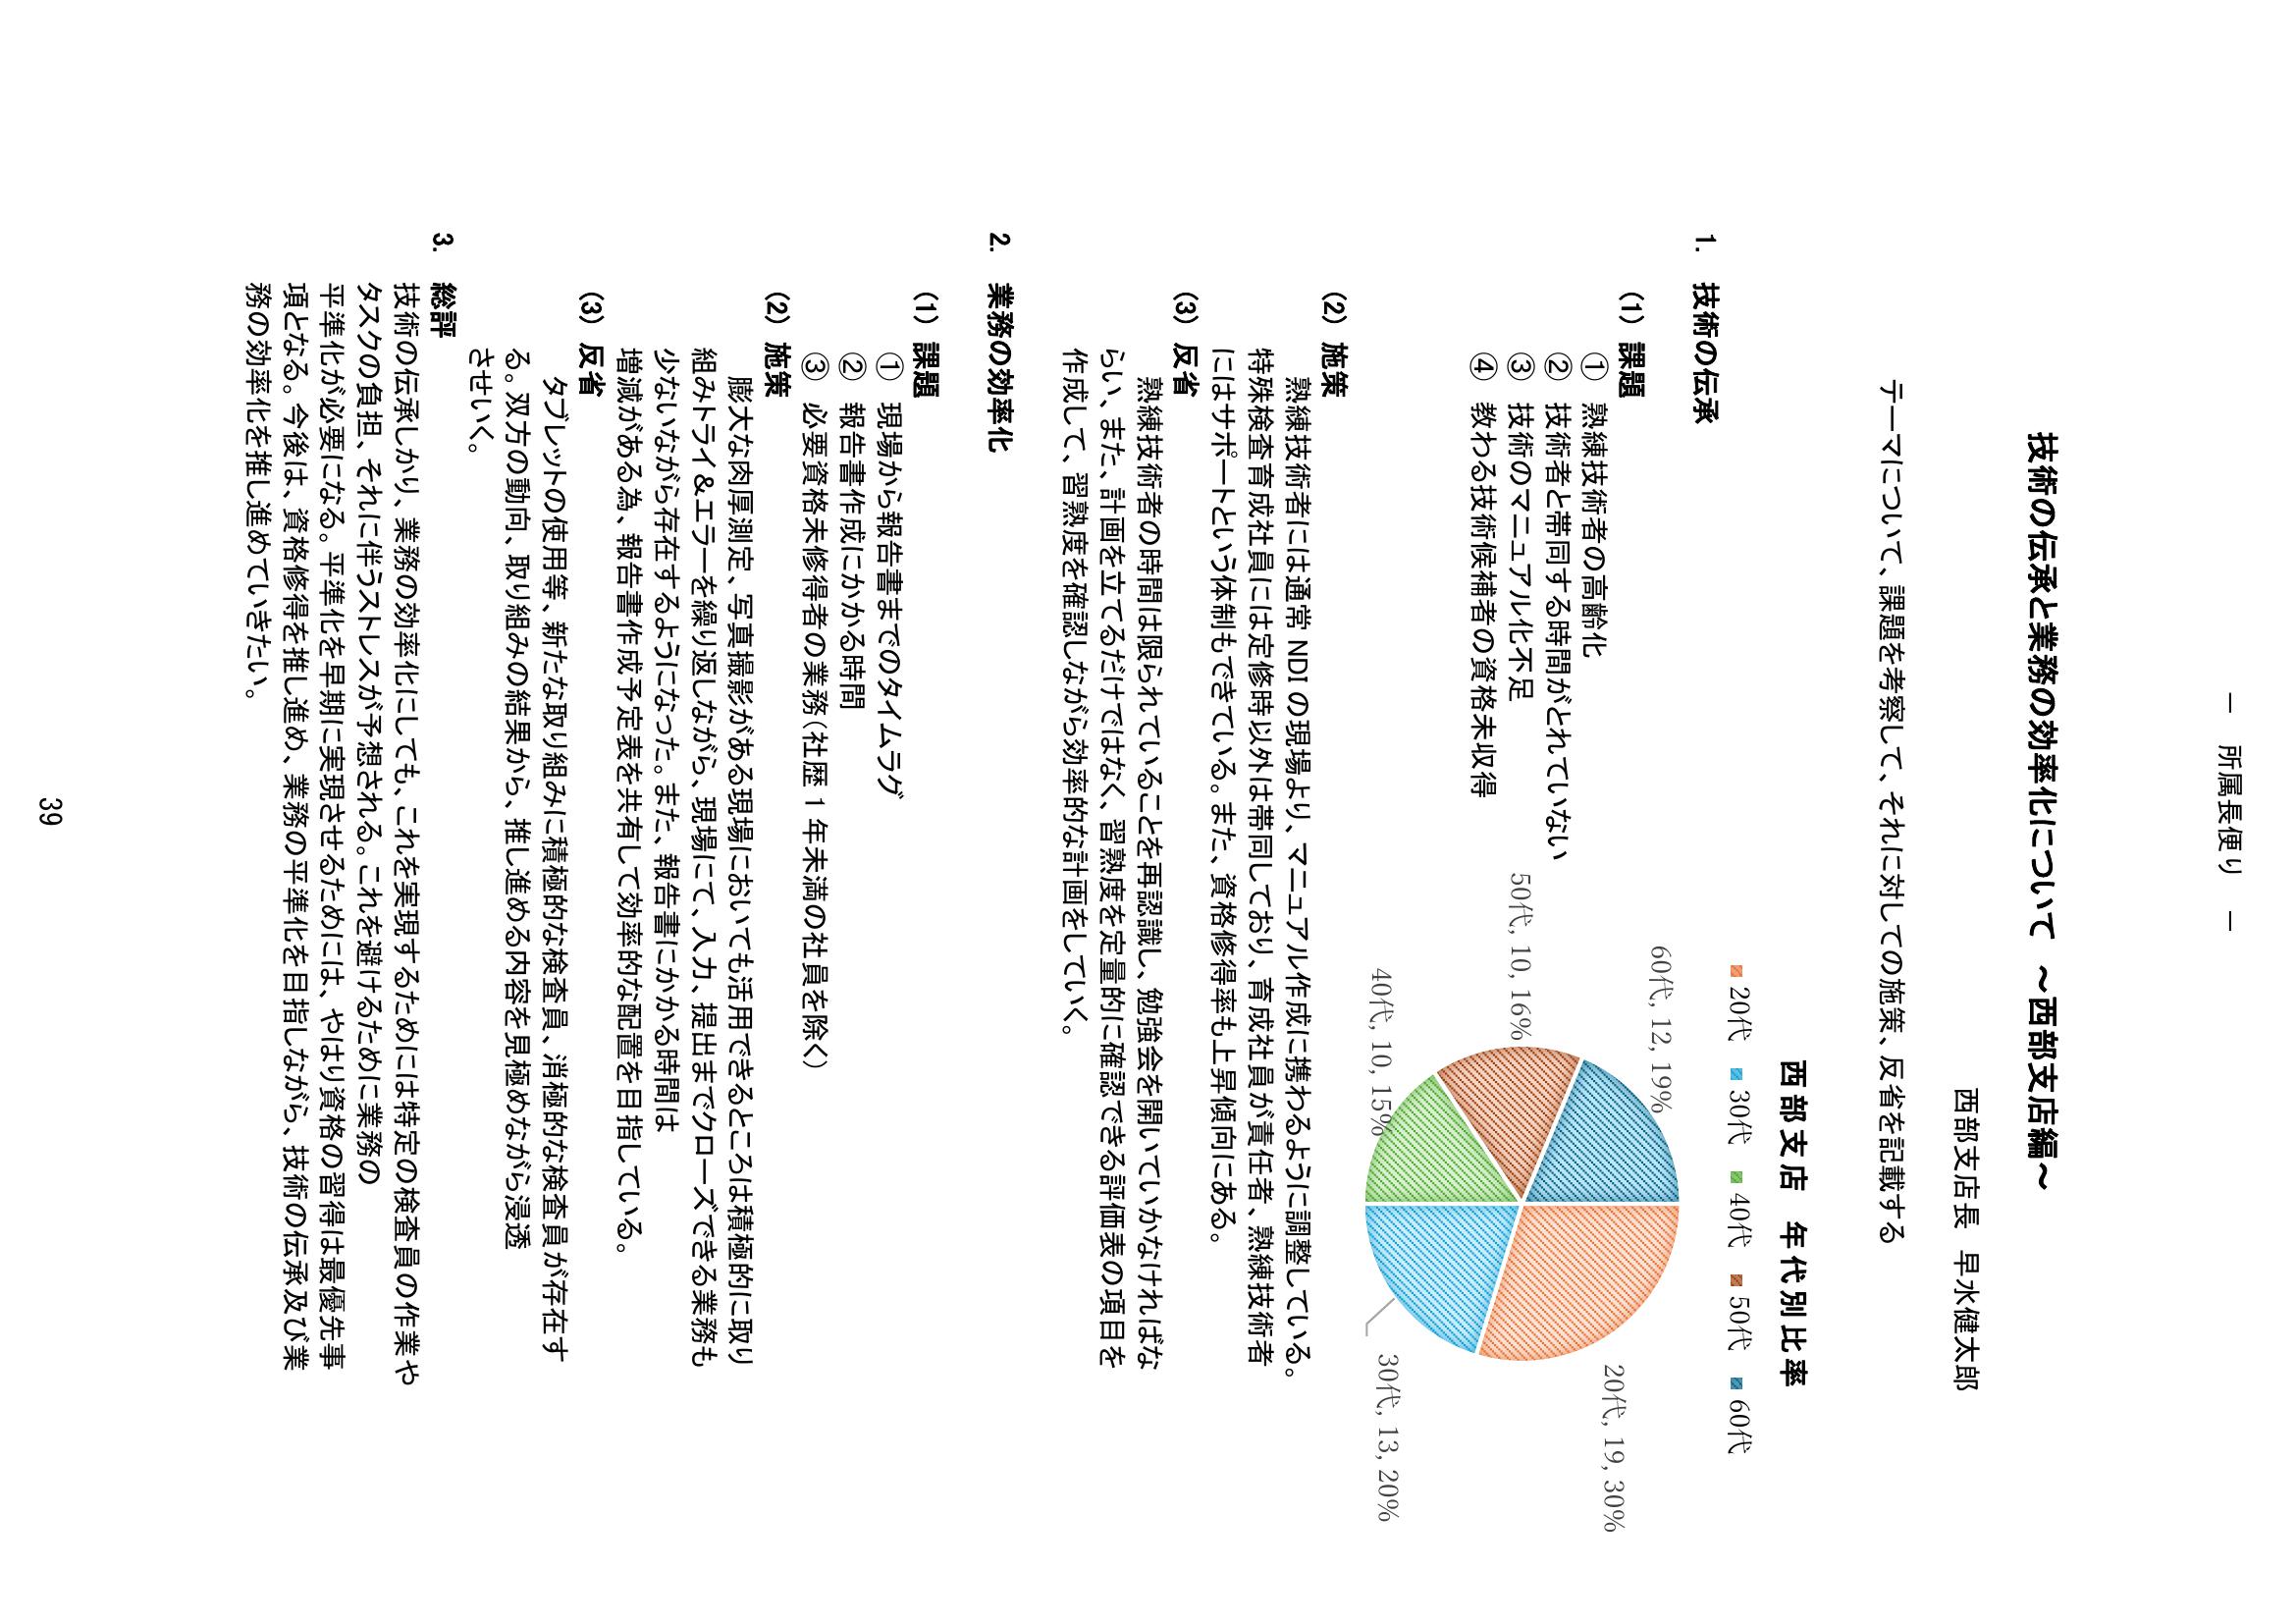 －　所属長便り　－
技術の伝承と業務の効率化について　～西部支店編～
西部支店長　早水健太郎
テーマについて、課題を考察して、それに対しての施策、反省を記載する
1.　技術の伝承
(1) 課題
① 熟練技術者の高齢化
② 技術者と帯同する時間がとれていない
③ 技術のマニュアル化不足
④ 教わる技術候補者の資格未収得
西部支店　年代別比率
20代 30代 40代 50代 60代
60代, 12, 19%
20代, 19, 30%
50代, 10, 16%
40代, 10, 15%
30代, 13, 20%
(2) 施策
熟練技術者には通常 NDI の現場より、マニュアル作成に携わるように調整している。
特殊検査育成社員には定修時以外は帯同しており、育成社員が責任者、熟練技術者
にはサポートという体制もできている。また、資格修得率も上昇傾向にある。
(3) 反省
熟練技術者の時間は限られていることを再認識し、勉強会を開いていかなければな
らい、また、計画を立てるだけではなく、習熟度を定量的に確認できる評価表の項目を
作成して、習熟度を確認しながら効率的な計画をしていく。
2.　業務の効率化
(1) 課題
① 現場から報告書までのタイムラグ
② 報告書作成にかかる時間
③ 必要資格未修得者の業務(社歴 1 年未満の社員を除く)
(2) 施策
膨大な肉厚測定、写真撮影がある現場においても活用できるところは積極的に取り
組みトライ＆エラーを繰り返しながら、現場にて、入力、提出までクローズできる業務も
少ないながら存在するようになった。また、報告書にかかる時間は
増減がある為、報告書作成予定表を共有して効率的な配置を目指している。
(3) 反省
タブレットの使用等、新たな取り組みに積極的な検査員、消極的な検査員が存在す
る。双方の動向、取り組みの結果から、推し進める内容を見極めながら浸透
させいく。
3.　総評
技術の伝承しかり、業務の効率化にしても、これを実現するためには特定の検査員の作業や
タスクの負担、それに伴うストレスが予想される。これを避けるために業務の
平準化が必要になる。平準化を早期に実現させるためには、やはり資格の習得は最優先事
項となる。今後は、資格修得を推し進め、業務の平準化を目指しながら、技術の伝承及び業
務の効率化を推し進めていきたい。
39